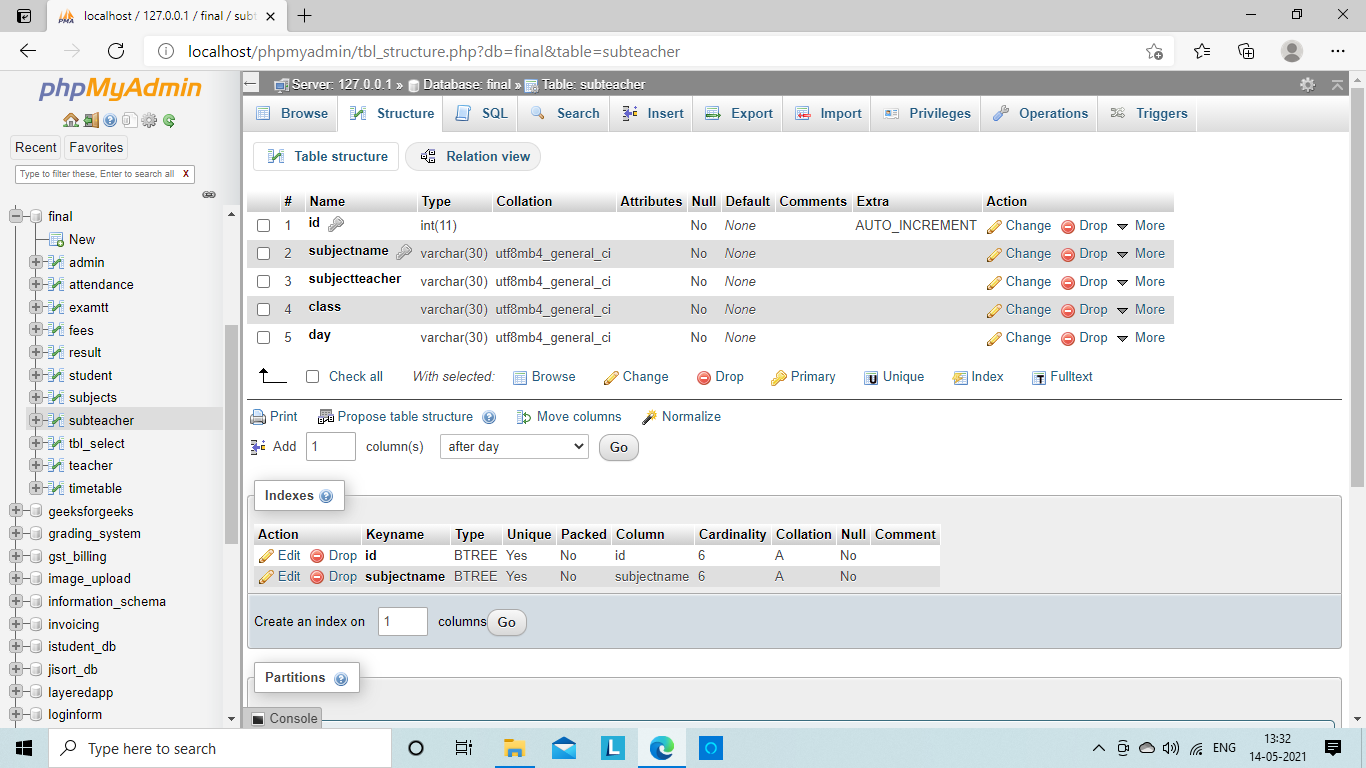 localhost / 127.0.0.1 / final / subt
localhost/phpmyadmin/tbl_structure.php?db=final&table=subteacher
phpMyAdmin
Recent Favorites
Type to filter these, Enter to search all X
final
New
admin
attendance
examtt
fees
result
student
subjects
subteacher
tbl_select
teacher
timetable
geeksforgeeks
grading_system
gst_billing
image_upload
information_schema
invoicing
istudent_db
jisort_db
layeredapp
loginform
Server: 127.0.0.1 » Database: final » Table: subteacher
Browse Structure SQL Search Insert Export Import Privileges Operations Triggers
Table structure Relation view
# Name Type Collation Attributes Null Default Comments Extra Action
1 id int(11) No None AUTO_INCREMENT Change Drop More
2 subjectname varchar(30) utf8mb4_general_ci No None Change Drop More
3 subjectteacher varchar(30) utf8mb4_general_ci No None Change Drop More
4 class varchar(30) utf8mb4_general_ci No None Change Drop More
5 day varchar(30) utf8mb4_general_ci No None Change Drop More
Check all With selected: Browse Change Drop Primary Unique Index Fulltext
Print Propose table structure Move columns Normalize
Add 1 column(s) after day Go
Indexes
Action Keyname Type Unique Packed Column Cardinality Collation Null Comment
Edit Drop id BTREE Yes No id 6 A No
Edit Drop subjectname BTREE Yes No subjectname 6 A No
Create an index on 1 columns Go
Partitions
Console
Type here to search
ENG
13:32
14-05-2021